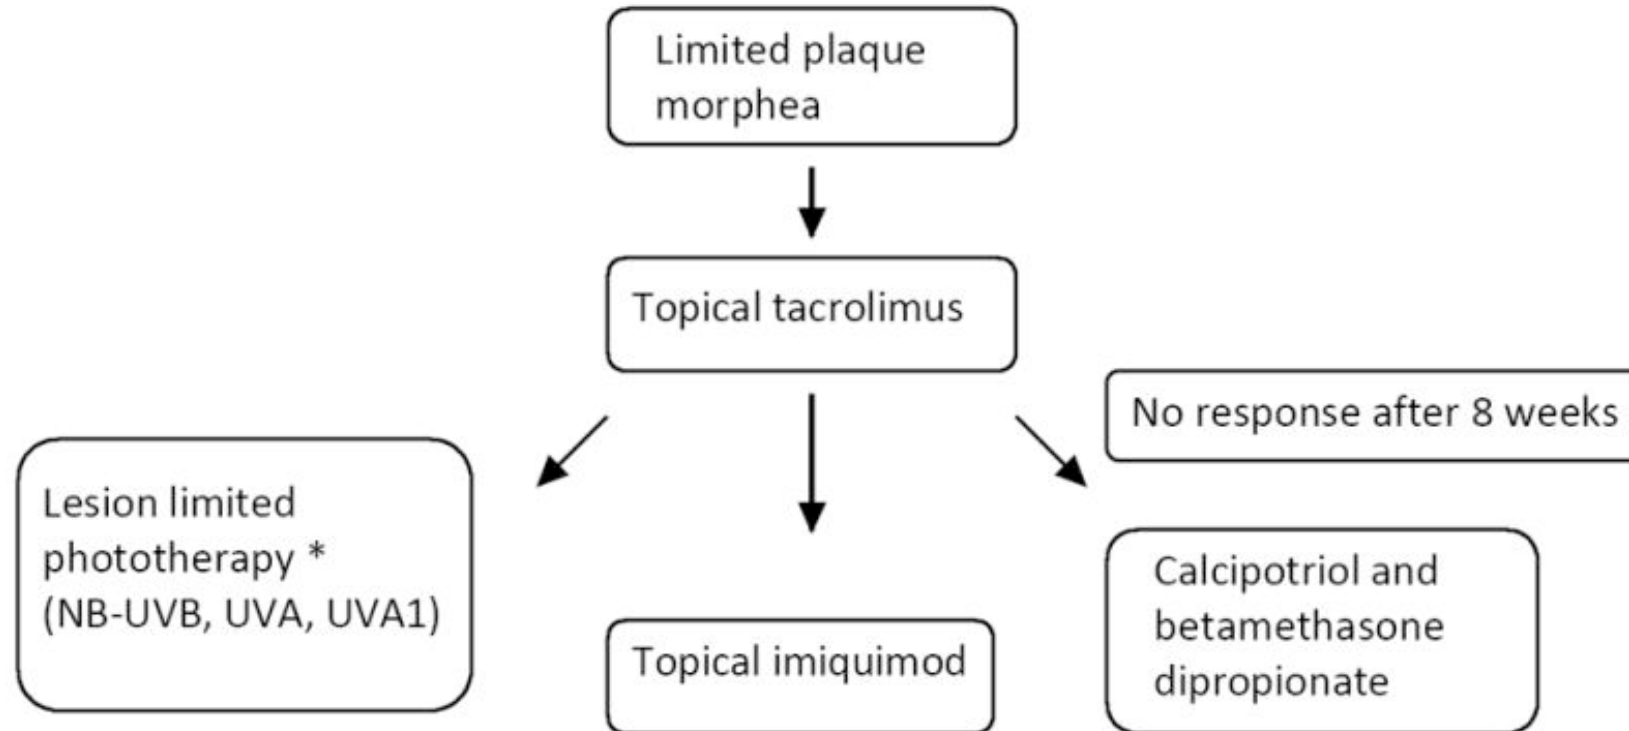 Limited plaque
morphea
Topical tacrolimus
No response after 8 weeks
Lesion limited
phototherapy *
(NB-UVB, UVA, UVA1)
Topical imiquimod
Calcipotriol and
betamethasone
dipropionate